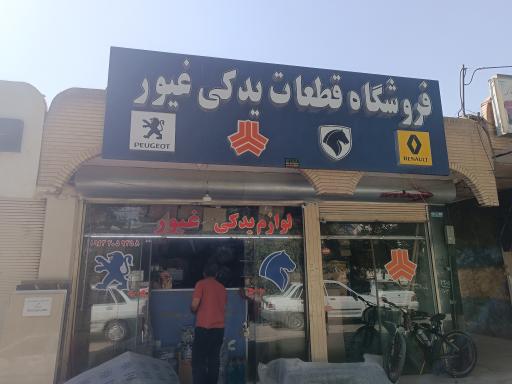 فروشگاه قطعات یدکی غیور
PEUGEOT
RENAULT
لوازم یدکی غیور